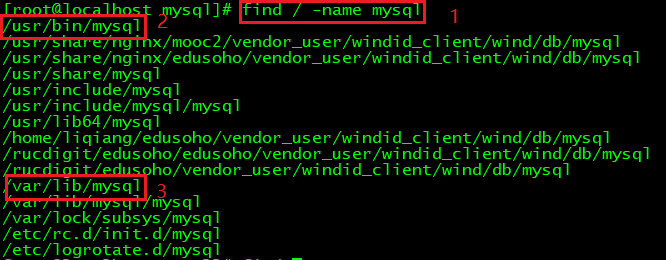 [root@localhost mysql]# find / -name mysql 1
/usr/bin/mysql 2
/usr/share/nginx/mooc2/vendor_user/windid_client/wind/db/mysql
/usr/share/nginx/edusoho/vendor_user/windid_client/wind/db/mysql
/usr/share/mysql
/usr/include/mysql
/usr/include/mysql/mysql
/usr/lib64/mysql
/home/liqiang/edusoho/vendor_user/windid_client/wind/db/mysql
/rucdigit/edusoho/edusoho/vendor_user/windid_client/wind/db/mysql
/rucdigit/edusoho/vendor_user/windid_client/wind/db/mysql
/var/lib/mysql 3
/var/lib/mysql/mysql
/var/lock/subsys/mysql
/etc/rc.d/init.d/mysql
/etc/logrotate.d/mysql